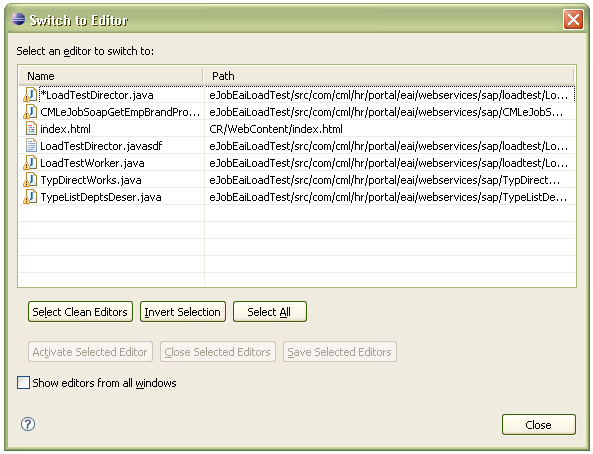 Switch to Editor
Select an editor to switch to:
Name Path
*LoadTestDirector.java eJobEaiLoadTest/src/com/cml/hr/portal/eai/webservices/sap/loadtest/Lo...
CMLeJobSoapGetEmpBrandPro... eJobEaiLoadTest/src/com/cml/hr/portal/eai/webservices/sap/CMLeJobS...
index.html CR/WebContent/index.html
LoadTestDirector.javasdf eJobEaiLoadTest/src/com/cml/hr/portal/eai/webservices/sap/loadtest/Lo...
LoadTestWorker.java eJobEaiLoadTest/src/com/cml/hr/portal/eai/webservices/sap/loadtest/Lo...
TypDirectWorks.java eJobEaiLoadTest/src/com/cml/hr/portal/eai/webservices/sap/TypDirect...
TypeListDeptsDeser.java eJobEaiLoadTest/src/com/cml/hr/portal/eai/webservices/sap/TypeListDe...
Select Clean Editors Invert Selection Select All
Activate Selected Editor Close Selected Editors Save Selected Editors
Show editors from all windows
? Close